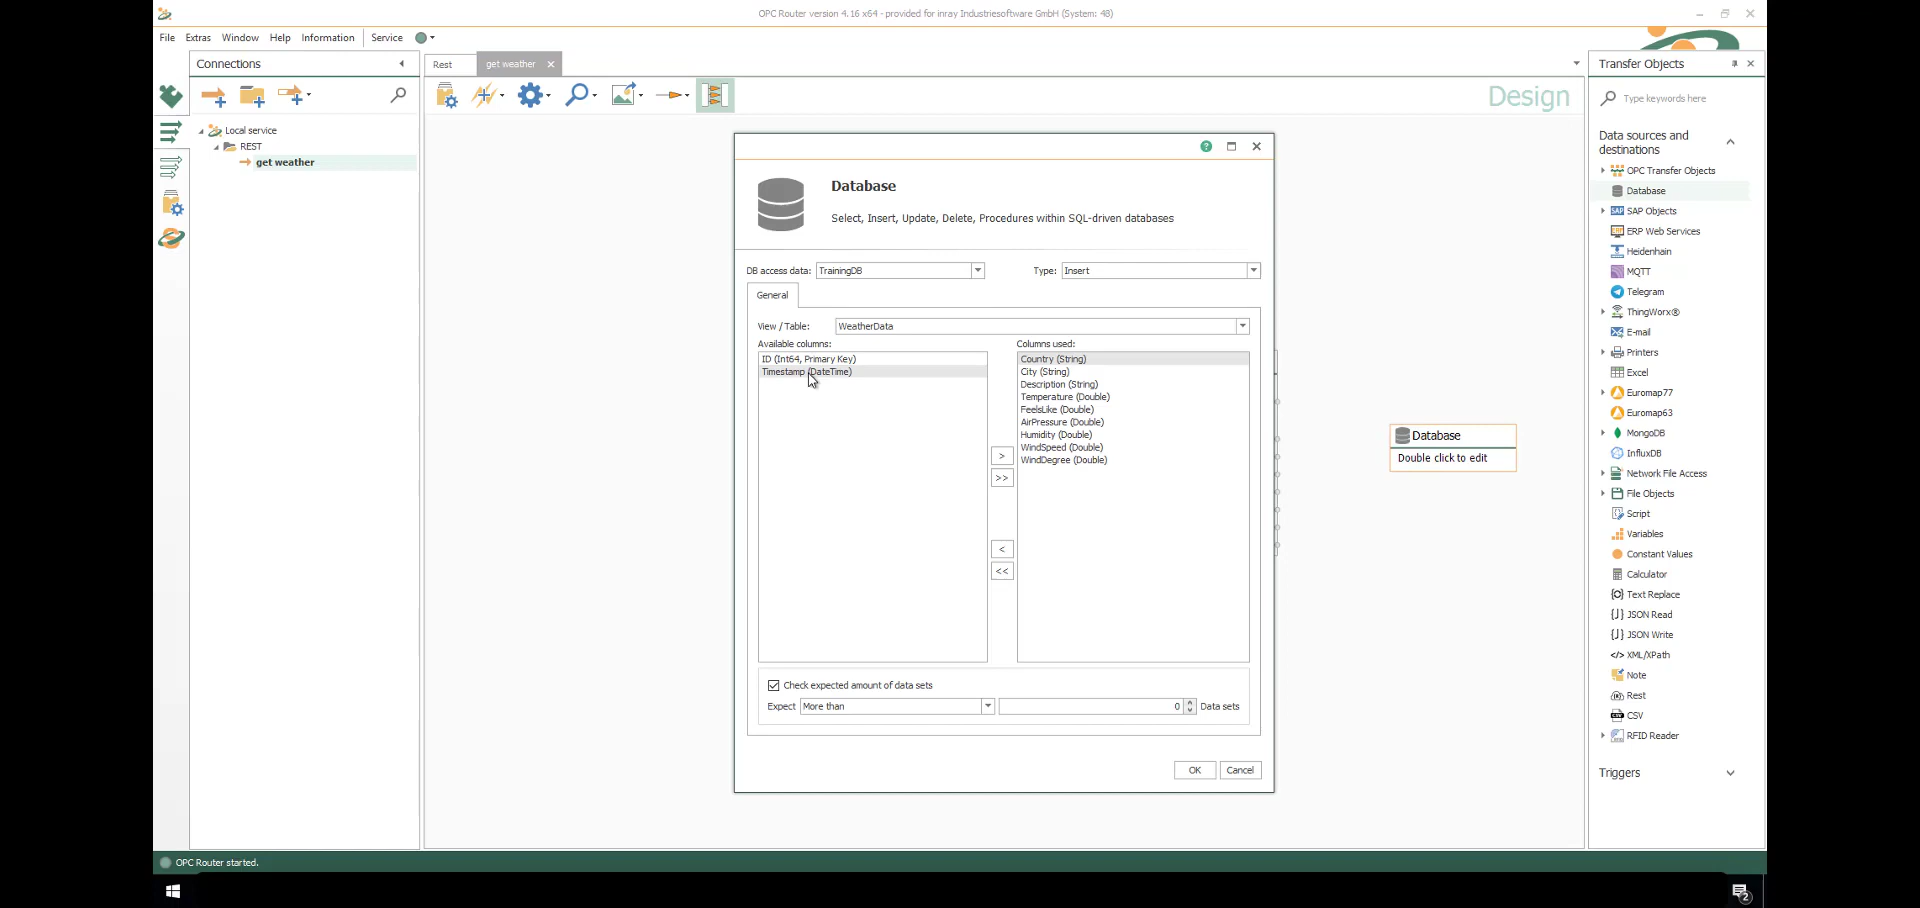 OPC Router version 4.16 x64 - provided for inray Industriesoftware GmbH (System: 48)
File Extras Window Help Information Service
Connections
Rest
get weather
Transfer Objects
Design
Type keywords here
Local service
REST
get weather
Data sources and
destinations
OPC Transfer Objects
Database
SAP Objects
ERP Web Services
Heidenhain
MQTT
Telegram
ThingWorx®
E-mail
Printers
Excel
Euromap77
Euromap63
MongoDB
InfluxDB
Network File Access
File Objects
Script
Variables
Constant Values
Calculator
Text Replace
JSON Read
JSON Write
XML/XPath
Note
Rest
CSV
RFID Reader
Triggers
Database
Select, Insert, Update, Delete, Procedures within SQL-driven databases
DB access data: TrainingDB
Type: Insert
General
View / Table: WeatherData
Available columns:
ID (Int64, Primary Key)
Timestamp (DateTime)
Columns used:
Country (String)
City (String)
Description (String)
Temperature (Double)
FeelsLike (Double)
AirPressure (Double)
Humidity (Double)
WindSpeed (Double)
WindDegree (Double)
>
>>
<
<<
Check expected amount of data sets
Expect More than 0 Data sets
OK Cancel
Database
Double click to edit
OPC Router started.
2